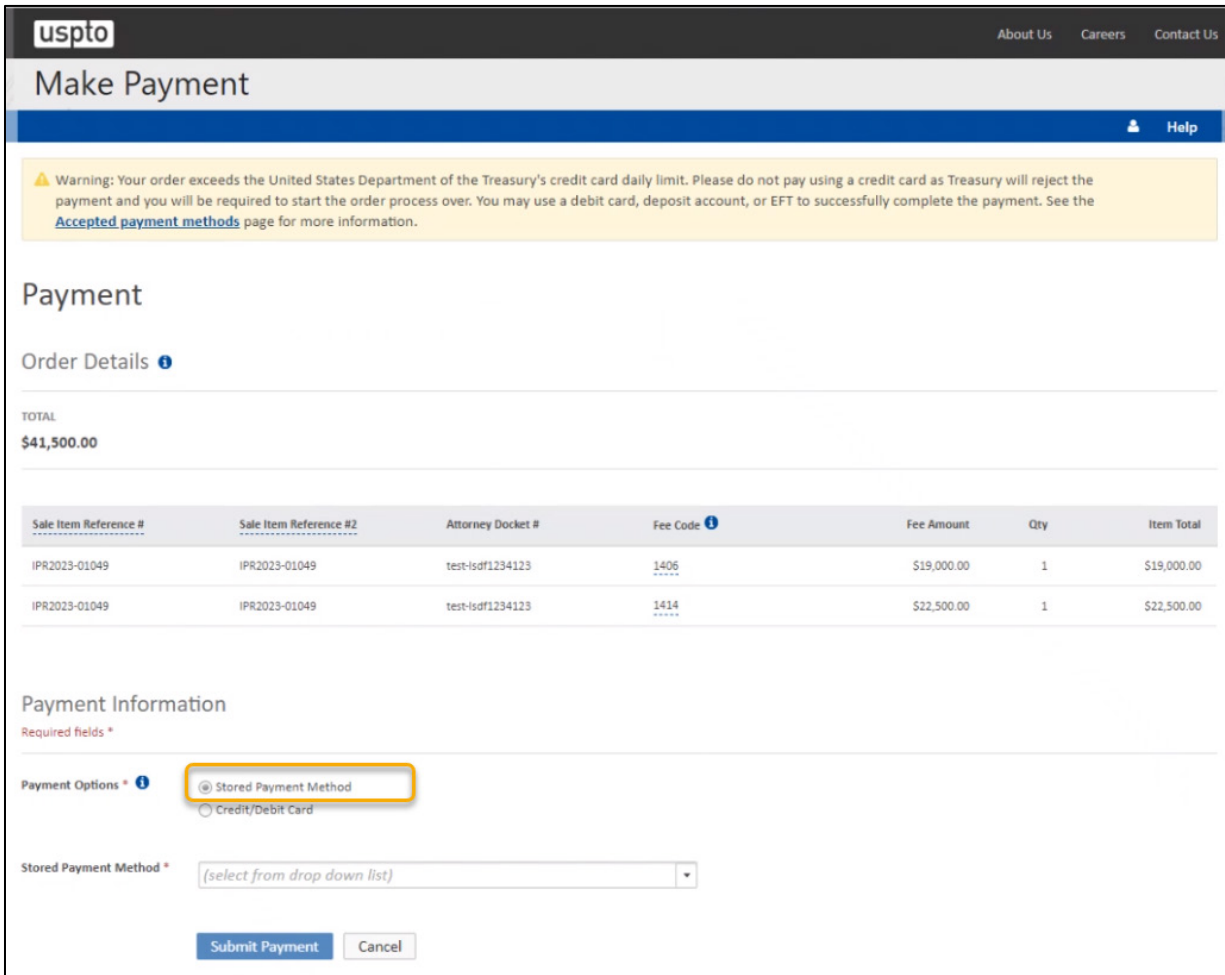 uspto
About Us Careers Contact Us
Make Payment
Help
Warning: Your order exceeds the United States Department of the Treasury's credit card daily limit. Please do not pay using a credit card as Treasury will reject the
payment and you will be required to start the order process over. You may use a debit card, deposit account, or EFT to successfully complete the payment. See the
Accepted payment methods page for more information.
Payment
Order Details
TOTAL
$41,500.00
Sale Item Reference # Sale Item Reference #2 Attorney Docket # Fee Code Fee Amount Qty Item Total
IPR2023-01049 IPR2023-01049 test-lsdf1234123 1406 $19,000.00 1 $19,000.00
IPR2023-01049 IPR2023-01049 test-lsdf1234123 1414 $22,500.00 1 $22,500.00
Payment Information
Required fields *
Payment Options * Stored Payment Method
Credit/Debit Card
Stored Payment Method * (select from drop down list)
Submit Payment Cancel